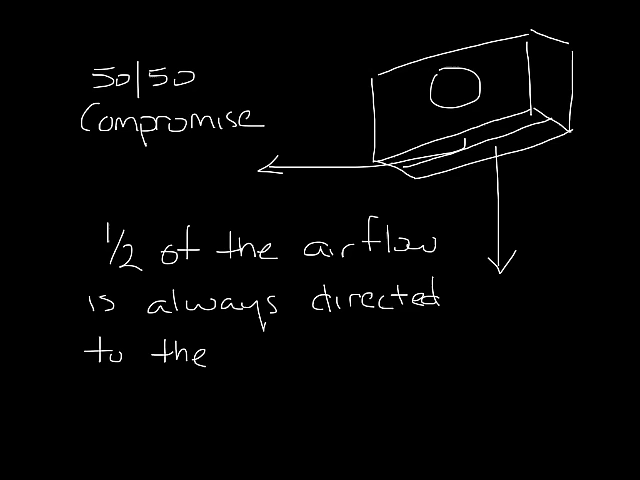 50|50
Compromise
1/2 of the airflow
is always directed
to the